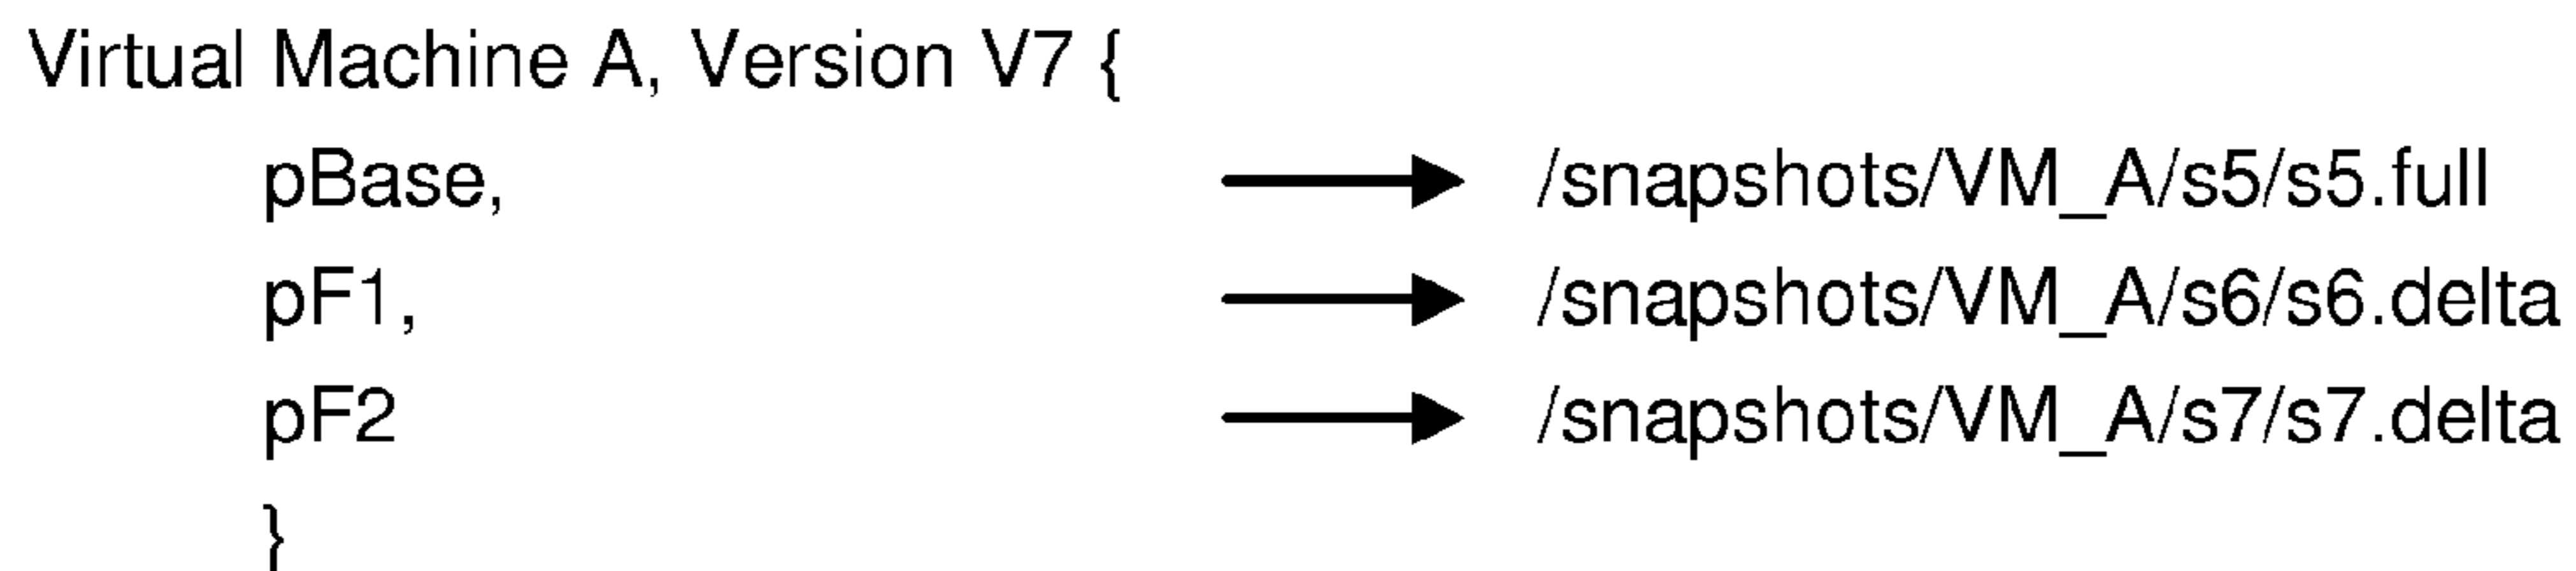 Virtual Machine A, Version V7 {
pBase, /snapshots/VM_A/s5/s5.full
pF1, /snapshots/VM_A/s6/s6.delta
pF2 /snapshots/VM_A/s7/s7.delta
}